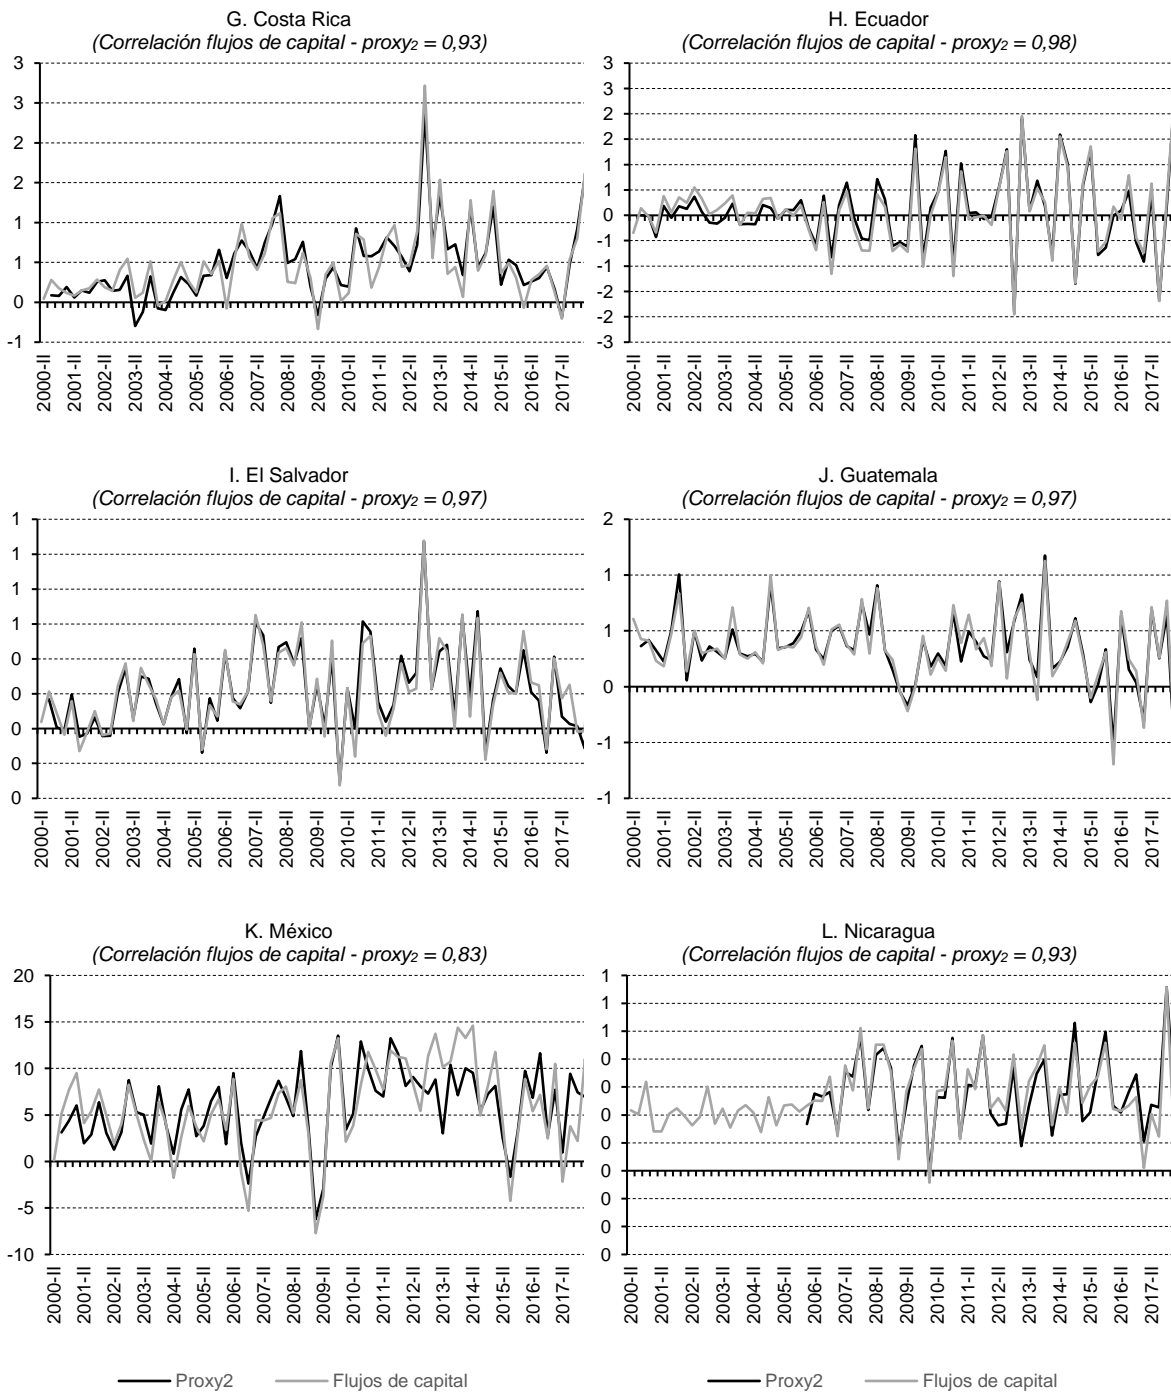 G. Costa Rica
(Correlación flujos de capital - proxy2 = 0,93)
3
3
2
2
1
1
0
-1
2000-II
2001-II
2002-II
2003-II
2004-II
2005-II
2006-II
2007-II
2008-II
2009-II
2010-II
2011-II
2012-II
2013-II
2014-II
2015-II
2016-II
2017-II
H. Ecuador
(Correlación flujos de capital - proxy2 = 0,98)
3
3
2
2
1
1
0
-1
-1
-2
-2
-3
2000-II
2001-II
2002-II
2003-II
2004-II
2005-II
2006-II
2007-II
2008-II
2009-II
2010-II
2011-II
2012-II
2013-II
2014-II
2015-II
2016-II
2017-II
I. El Salvador
(Correlación flujos de capital - proxy2 = 0,97)
1
1
1
1
0
0
0
0
0
2000-II
2001-II
2002-II
2003-II
2004-II
2005-II
2006-II
2007-II
2008-II
2009-II
2010-II
2011-II
2012-II
2013-II
2014-II
2015-II
2016-II
2017-II
J. Guatemala
(Correlación flujos de capital - proxy2 = 0,97)
2
1
1
0
-1
-1
2000-II
2001-II
2002-II
2003-II
2004-II
2005-II
2006-II
2007-II
2008-II
2009-II
2010-II
2011-II
2012-II
2013-II
2014-II
2015-II
2016-II
2017-II
K. México
(Correlación flujos de capital - proxy2 = 0,83)
20
15
10
5
0
-5
-10
2000-II
2001-II
2002-II
2003-II
2004-II
2005-II
2006-II
2007-II
2008-II
2009-II
2010-II
2011-II
2012-II
2013-II
2014-II
2015-II
2016-II
2017-II
L. Nicaragua
(Correlación flujos de capital - proxy2 = 0,93)
1
1
1
0
0
0
0
0
0
0
0
2000-II
2001-II
2002-II
2003-II
2004-II
2005-II
2006-II
2007-II
2008-II
2009-II
2010-II
2011-II
2012-II
2013-II
2014-II
2015-II
2016-II
2017-II
Proxy2 Flujos de capital
Proxy2 Flujos de capital